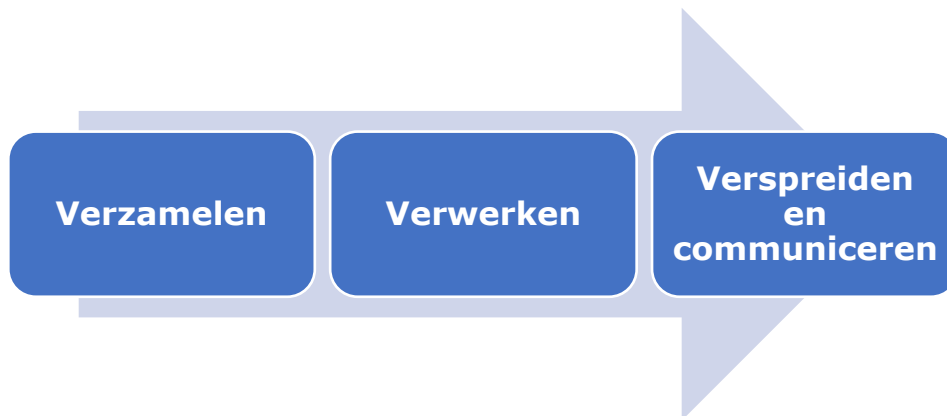 Verzamelen
Verwerken
Verspreiden
en
communiceren